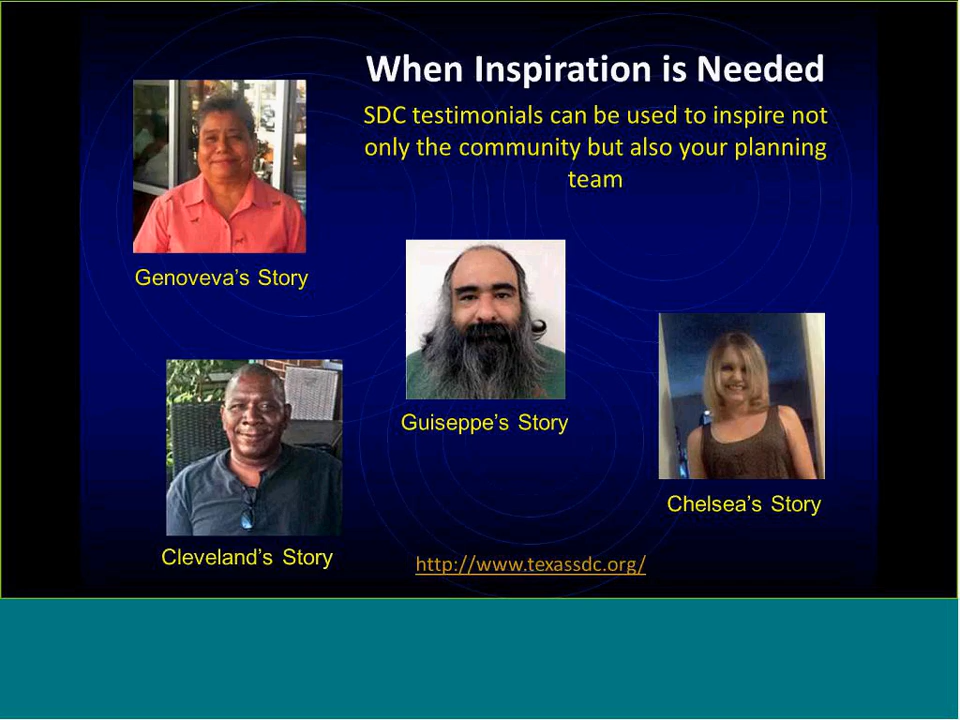 When Inspiration is Needed
SDC testimonials can be used to inspire not
only the community but also your planning
team
Genoveva's Story
Guiseppe's Story
Chelsea's Story
Cleveland's Story
http://www.texassdc.org/